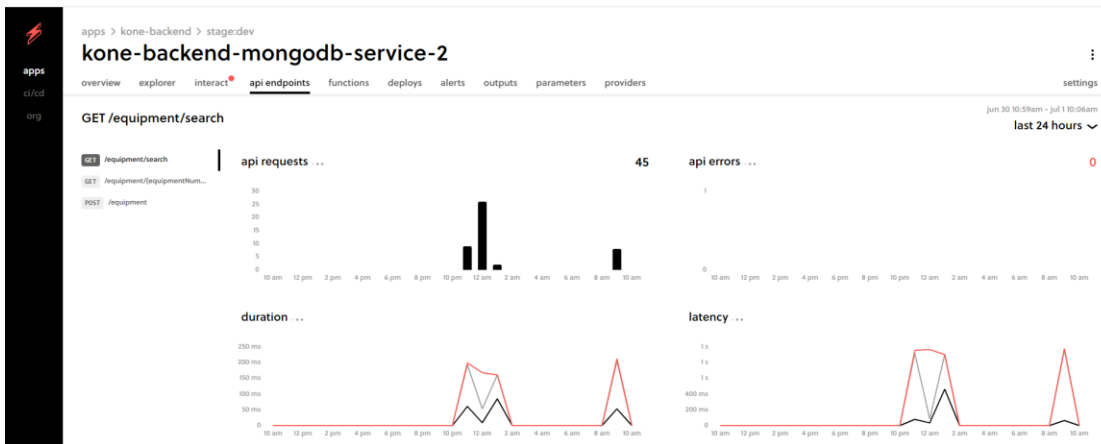 apps > kone-backend > stage:dev
kone-backend-mongodb-service-2
apps
ci/cd
org
overview explorer interact api endpoints functions deploys alerts outputs parameters providers settings
jun 30 10:59am - jul 1 10:06am
GET /equipment/search
last 24 hours
GET /equipment/search
GET /equipment/{equipmentNum...
POST /equipment
api requests 45
30
25
20
15
10
5
0
10 am 12 pm 2 pm 4 pm 6 pm 8 pm 10 pm 12 am 2 am 4 am 6 am 8 am 10 am
api errors 0
1
0
10 am 12 pm 2 pm 4 pm 6 pm 8 pm 10 pm 12 am 2 am 4 am 6 am 8 am 10 am
duration
250 ms
200 ms
150 ms
100 ms
50 ms
0
10 am 12 pm 2 pm 4 pm 6 pm 8 pm 10 pm 12 am 2 am 4 am 6 am 8 am 10 am
latency
1 s
1 s
1 s
400 ms
200 ms
0
10 am 12 pm 2 pm 4 pm 6 pm 8 pm 10 pm 12 am 2 am 4 am 6 am 8 am 10 am